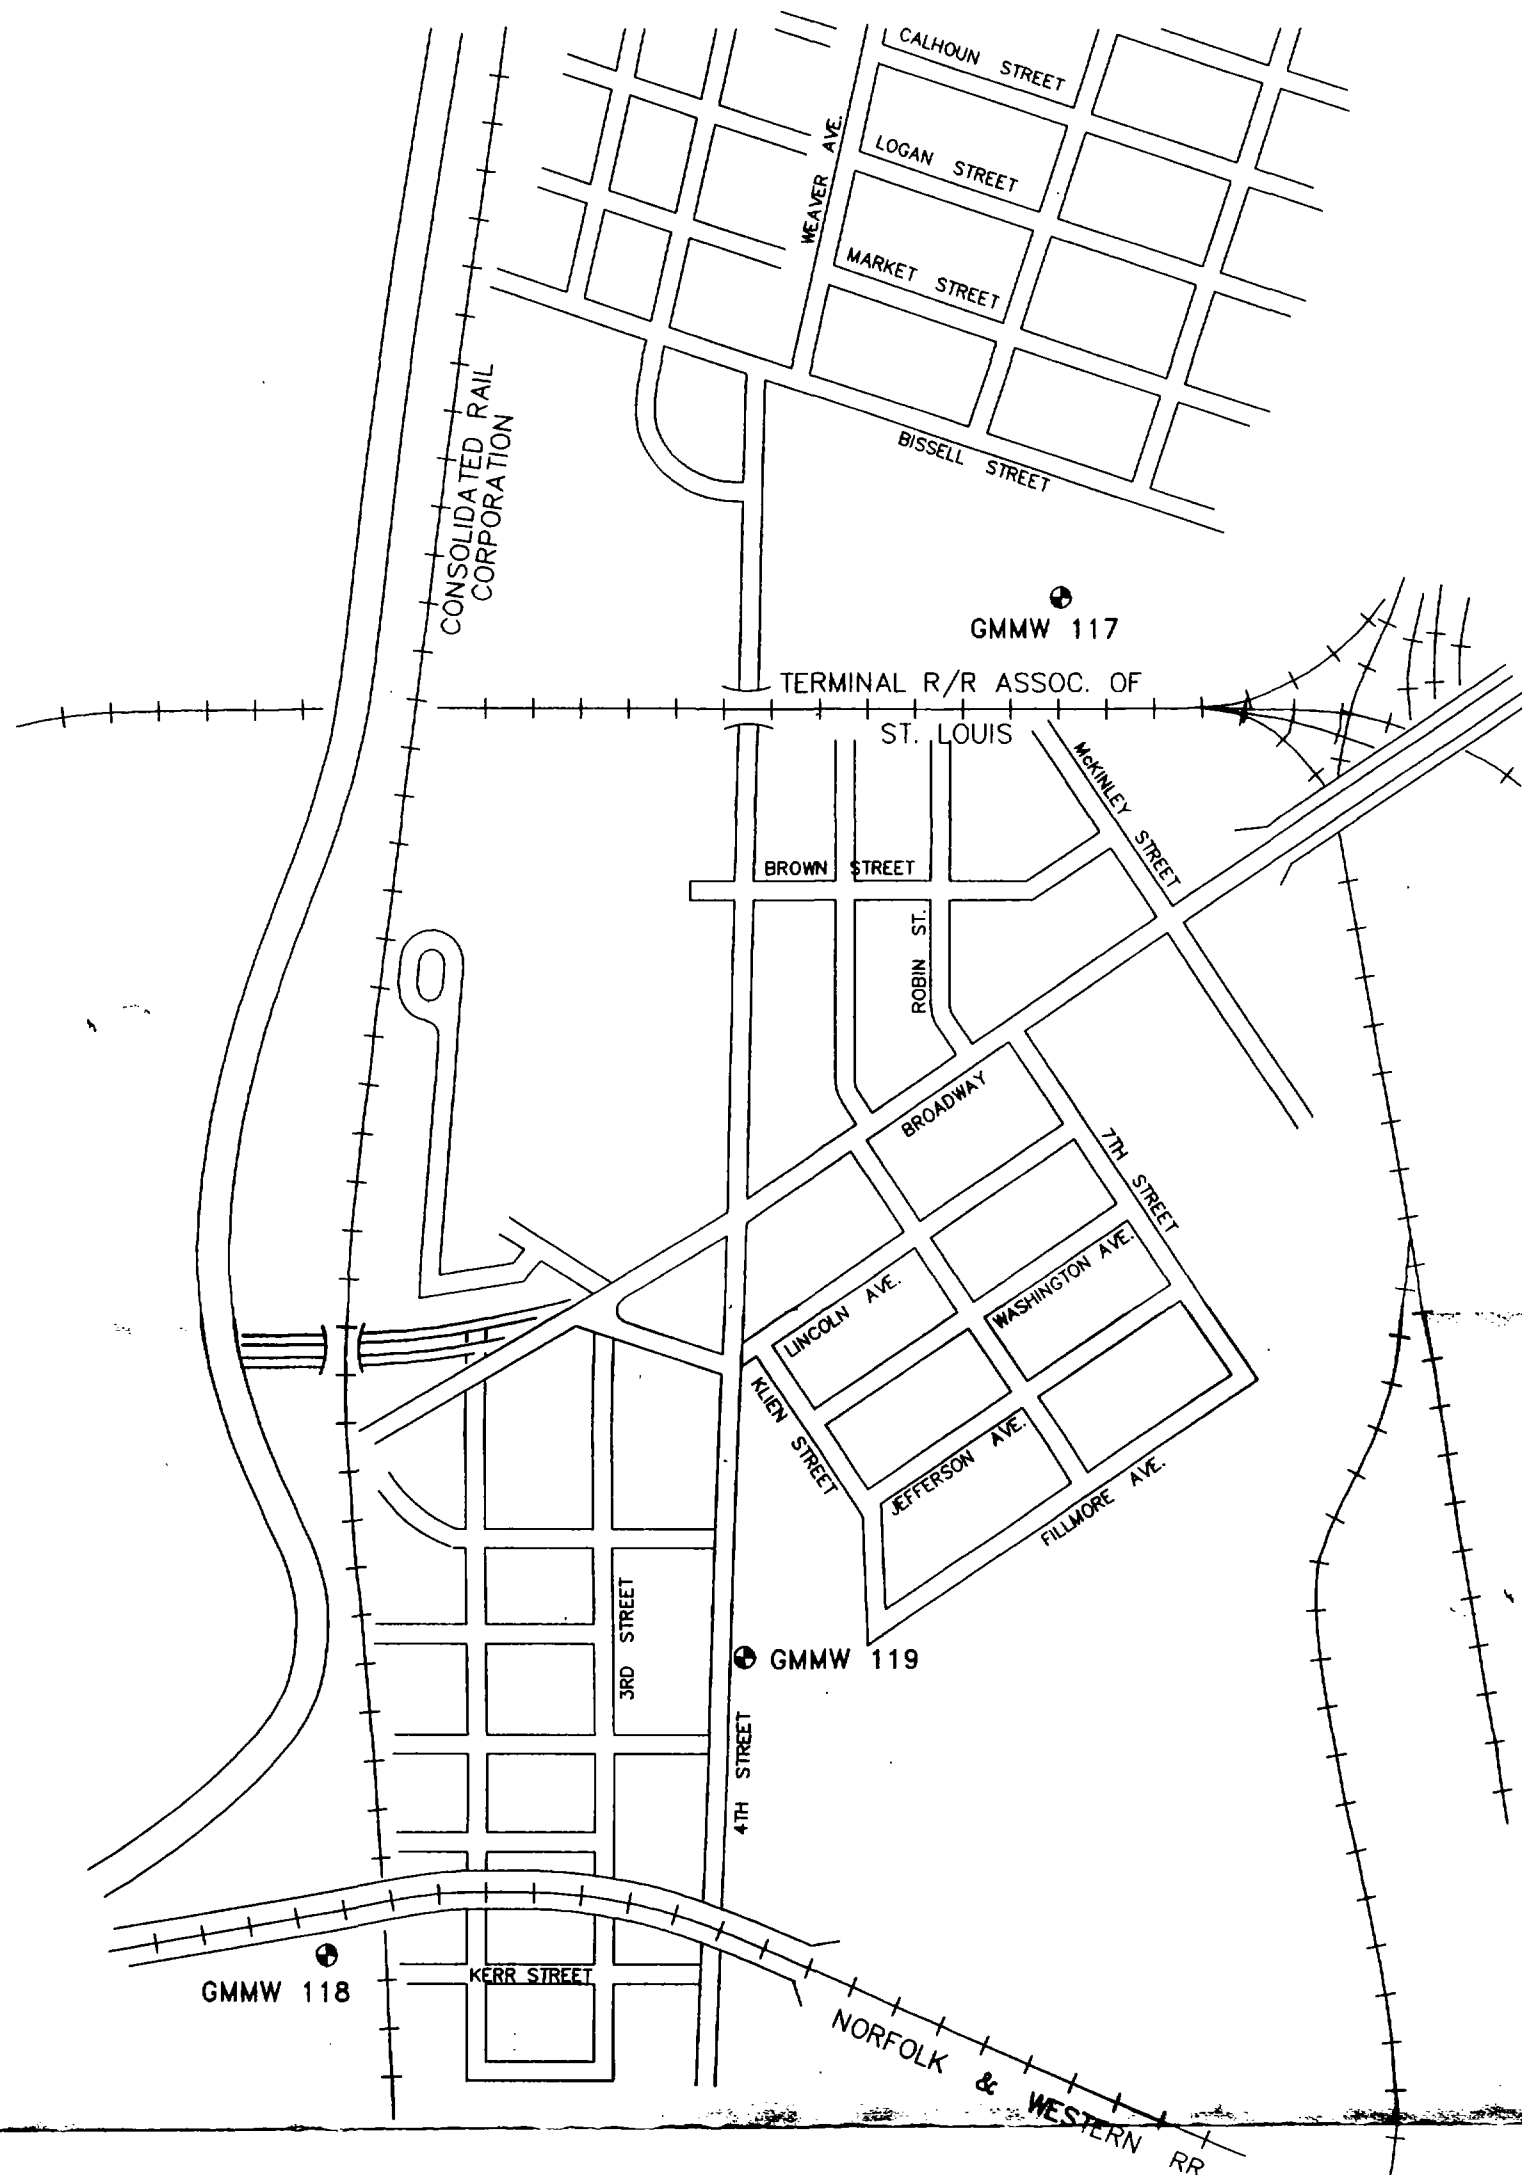 CALHOUN STREET
WEAVER AVE.
LOGAN STREET
MARKET STREET
BISSELL STREET
CONSOLIDATED RAIL
CORPORATION
GMMW 117
TERMINAL R/R ASSOC. OF
ST. LOUIS
McKINLEY STREET
BROWN STREET
ROBIN ST.
BROADWAY
7TH STREET
WASHINGTON AVE.
LINCOLN AVE.
KLIEN STREET
JEFFERSON AVE.
FILLMORE AVE.
3RD STREET
GMMW 119
4TH STREET
KERR STREET
GMMW 118
NORFOLK & WESTERN RR